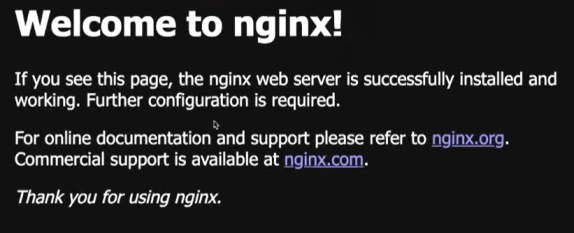 Welcome to nginx!
If you see this page, the nginx web server is successfully installed and
working. Further configuration is required.
For online documentation and support please refer to nginx.org.
Commercial support is available at nginx.com.
Thank you for using nginx.